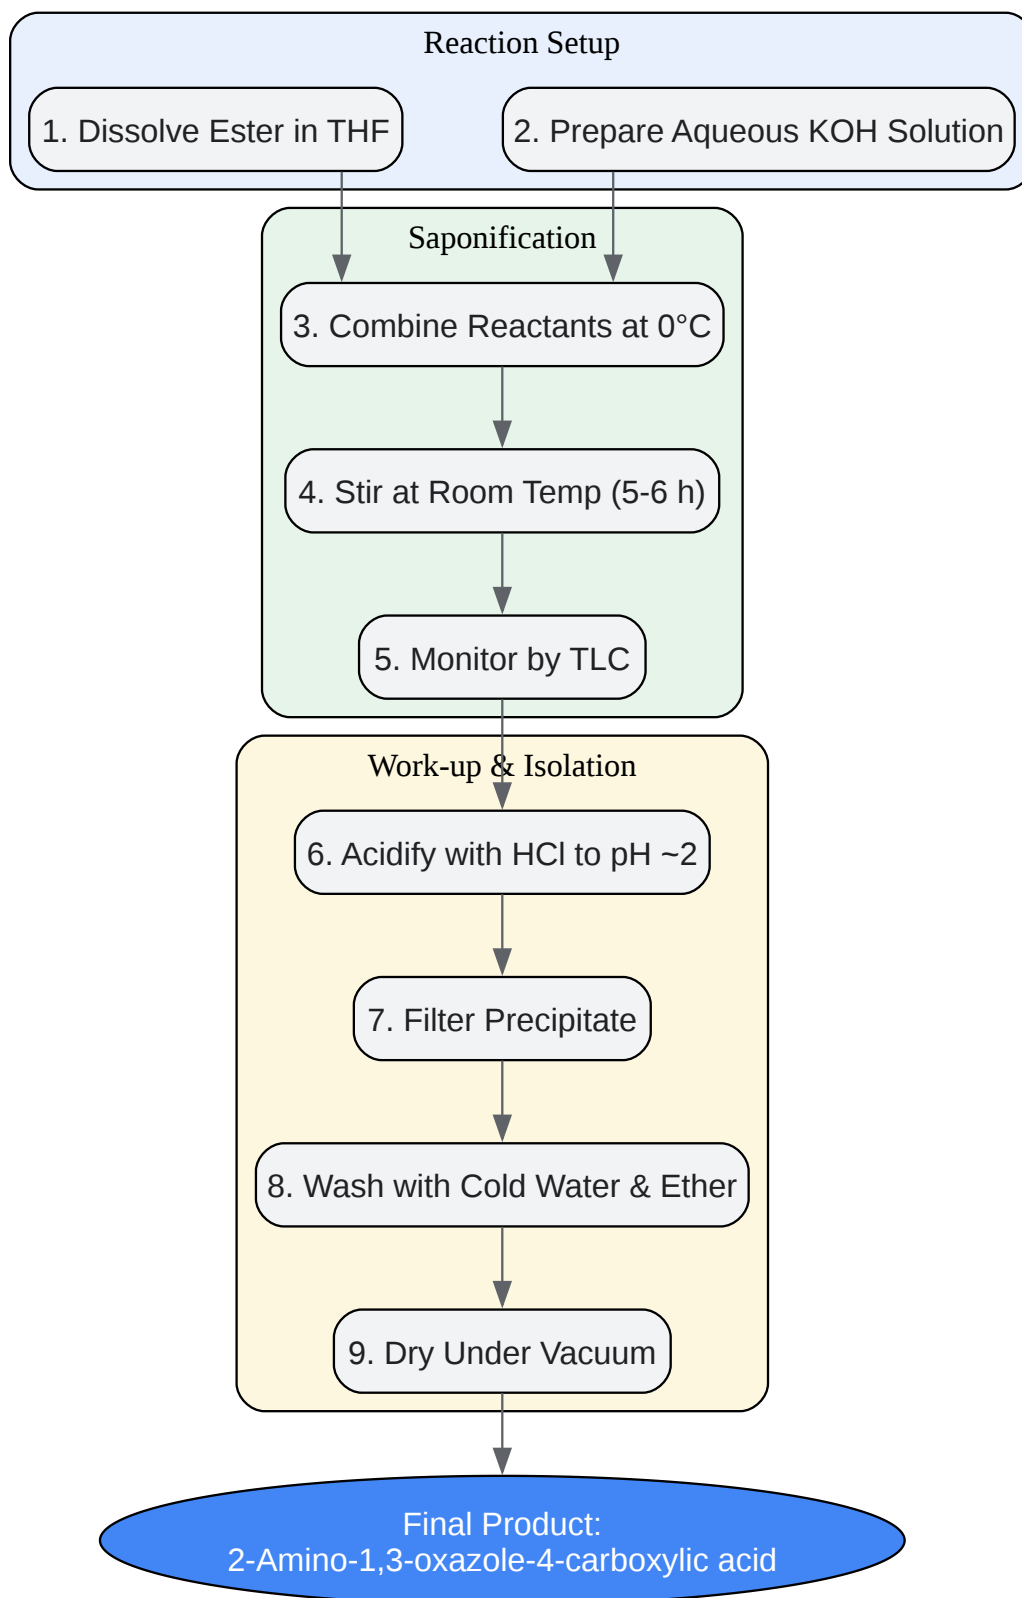 Reaction Setup
1. Dissolve Ester in THF
2. Prepare Aqueous KOH Solution
Saponification
3. Combine Reactants at 0°C
4. Stir at Room Temp (5-6 h)
5. Monitor by TLC
Work-up & Isolation
6. Acidify with HCl to pH ~2
7. Filter Precipitate
8. Wash with Cold Water & Ether
9. Dry Under Vacuum
Final Product:
2-Amino-1,3-oxazole-4-carboxylic acid